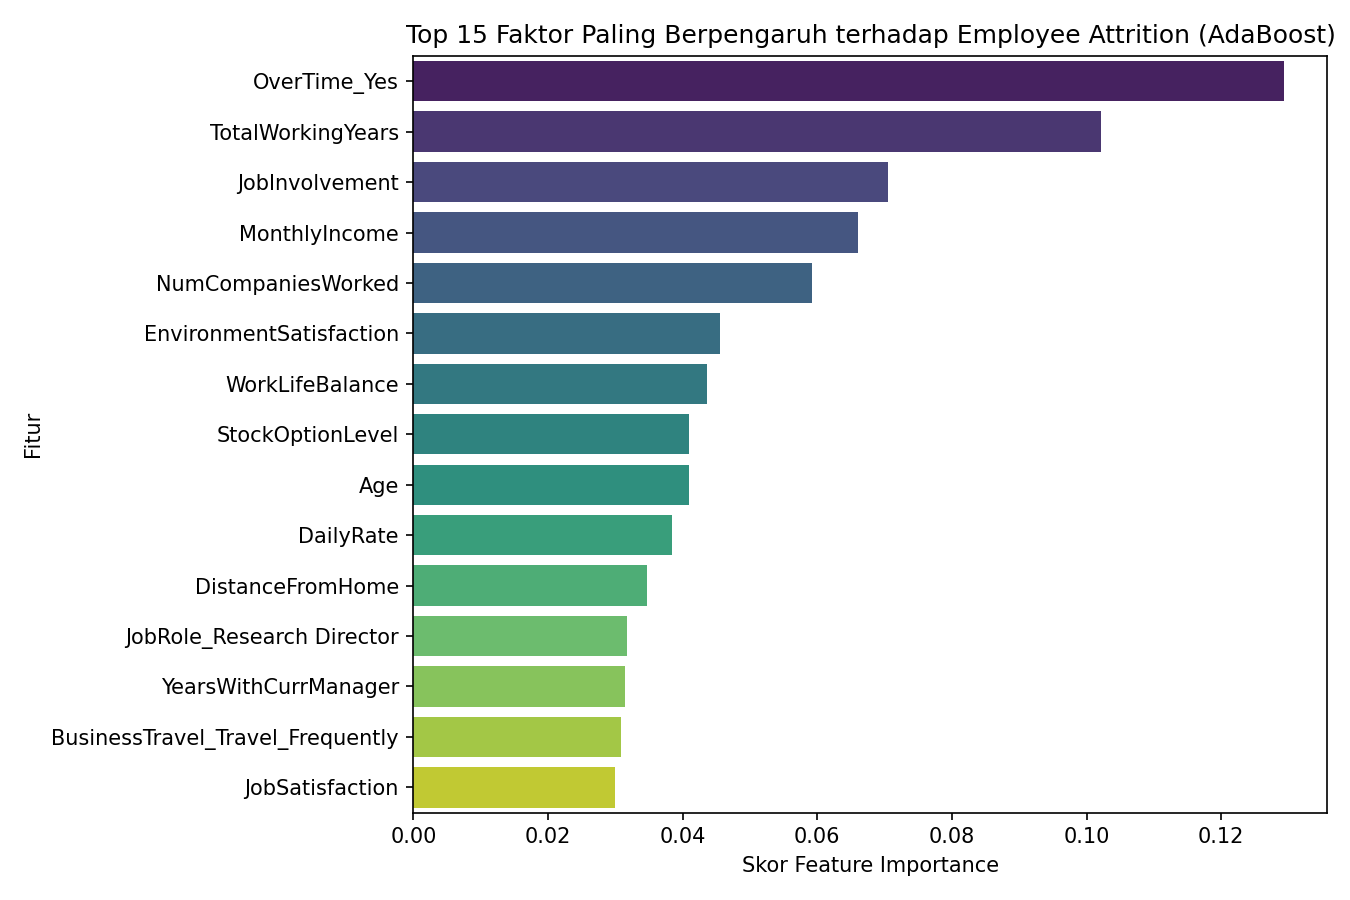 Top 15 Faktor Paling Berpengaruh terhadap Employee Attrition (AdaBoost)
Fitur
OverTime_Yes
TotalWorkingYears
JobInvolvement
MonthlyIncome
NumCompaniesWorked
EnvironmentSatisfaction
WorkLifeBalance
StockOptionLevel
Age
DailyRate
DistanceFromHome
JobRole_Research Director
YearsWithCurrManager
BusinessTravel_Travel_Frequently
JobSatisfaction
0.00 0.02 0.04 0.06 0.08 0.10 0.12
Skor Feature Importance